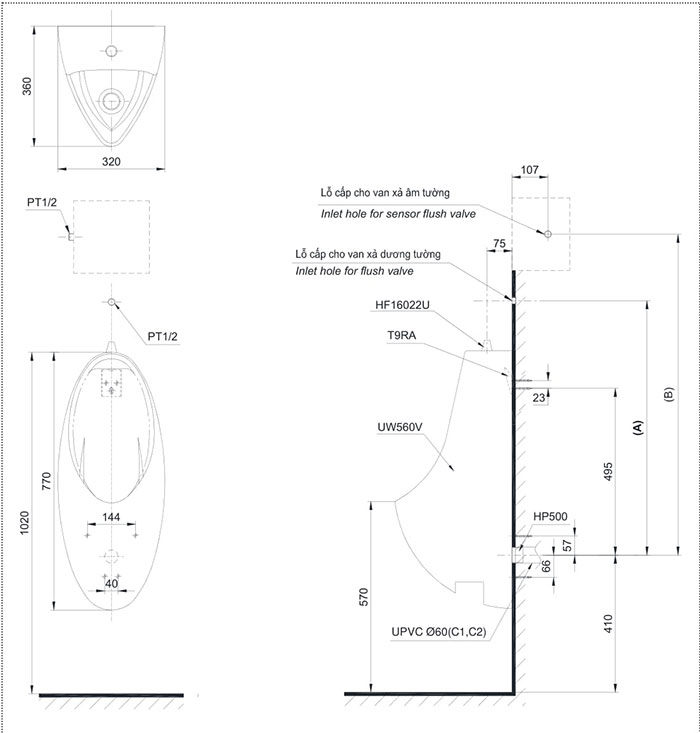 360
320
PT1/2
PT1/2
1020
770
144
40
107
Lỗ cấp cho van xả âm tường
Inlet hole for sensor flush valve
75
Lỗ cấp cho van xả dương tường
Inlet hole for flush valve
HF16022U
T9RA
23
(B)
(A)
UW560V
495
HP500
57
66
570
410
UPVC Ø60(C1,C2)